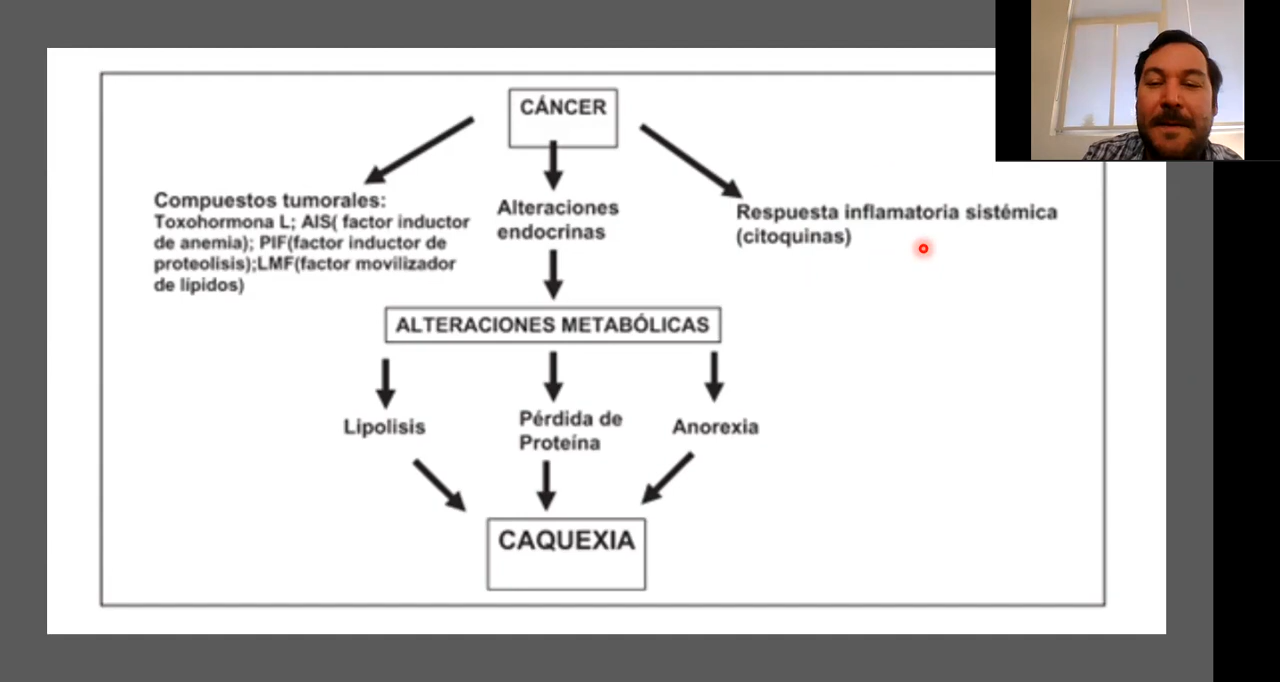 CÁNCER
Compuestos tumorales:
Toxohormona L; AIS( factor inductor
de anemia); PIF(factor inductor de
proteolisis);LMF(factor movilizador
de lípidos)
Alteraciones
endocrinas
Respuesta inflamatoria sistémica
(citoquinas)
ALTERACIONES METABÓLICAS
Lipolisis
Pérdida de
Proteína
Anorexia
CAQUEXIA